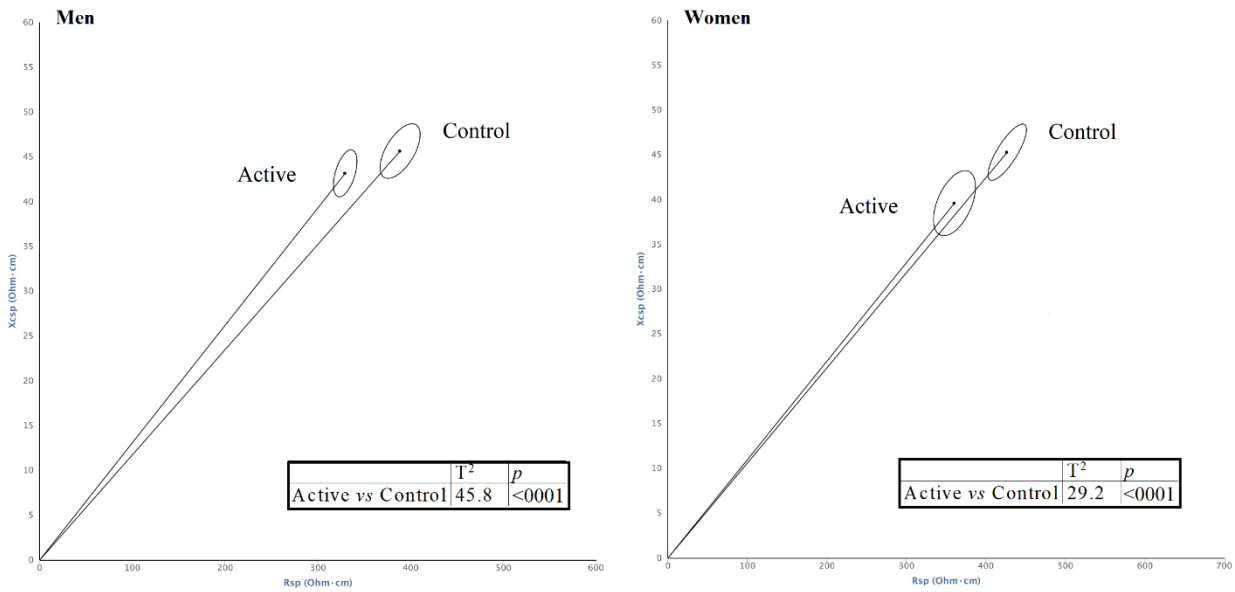 Men
60
55
50
45
40
35
30
25
20
15
10
5
0
Xcsp (Ohm·cm)
Control
Active
T² p
Active vs Control 45.8 <0001
0 100 200 300 400 500 600
Rsp (Ohm·cm)
Women
60
55
50
45
40
35
30
25
20
15
10
5
0
Xcsp (Ohm·cm)
Control
Active
T² p
Active vs Control 29.2 <0001
0 100 200 300 400 500 600 700
Rsp (Ohm·cm)